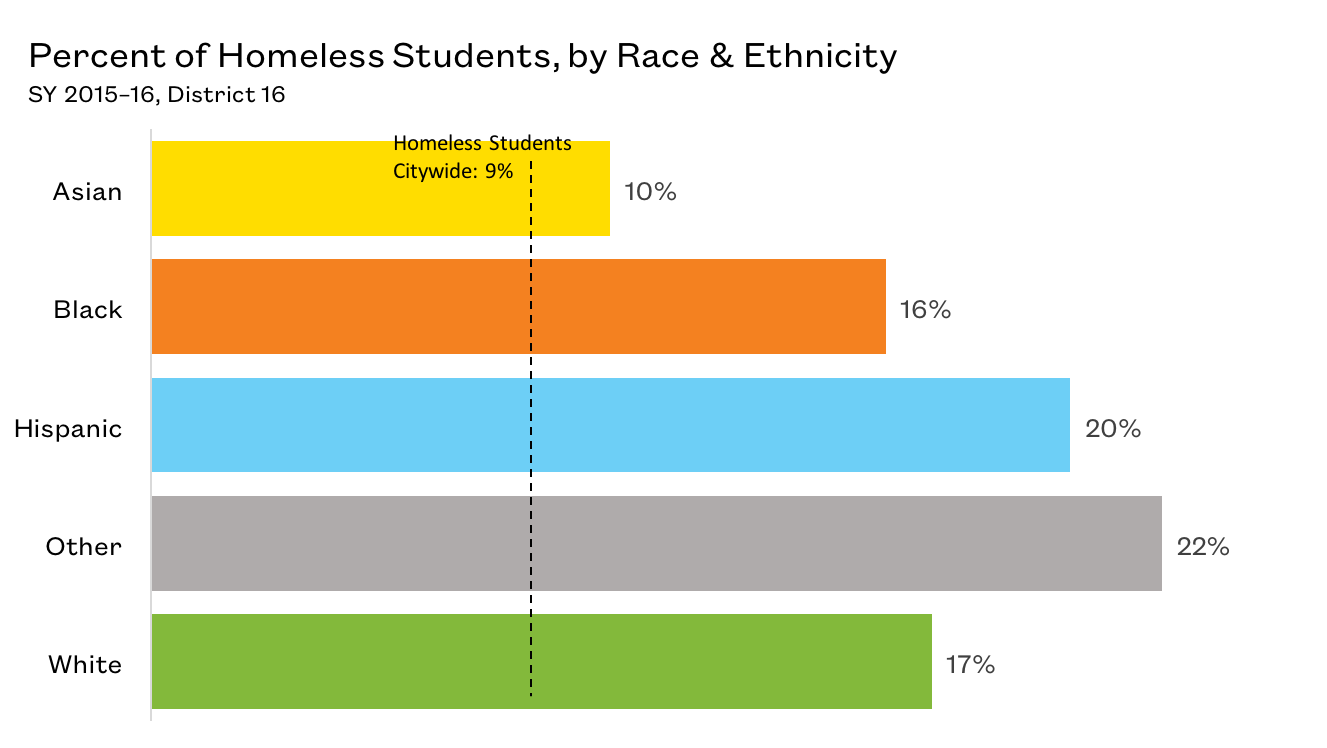 Percent of Homeless Students, by Race & Ethnicity
SY 2015–16, District 16
Homeless Students
Citywide: 9%
Asian 10%
Black 16%
Hispanic 20%
Other 22%
White 17%